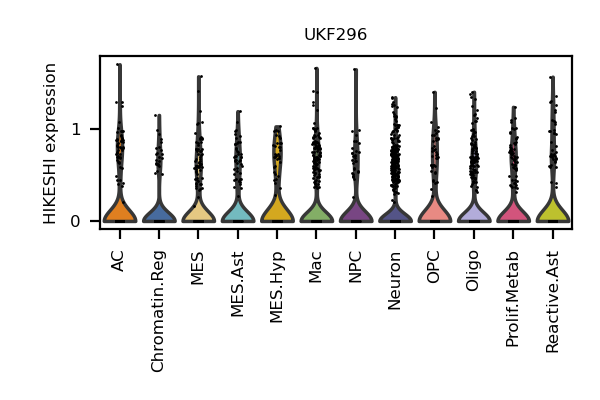 UKF296
HIKESHI expression
1
0
AC
Chromatin.Reg
MES
MES.Ast
MES.Hyp
Mac
NPC
Neuron
OPC
Oligo
Prolif.Metab
Reactive.Ast